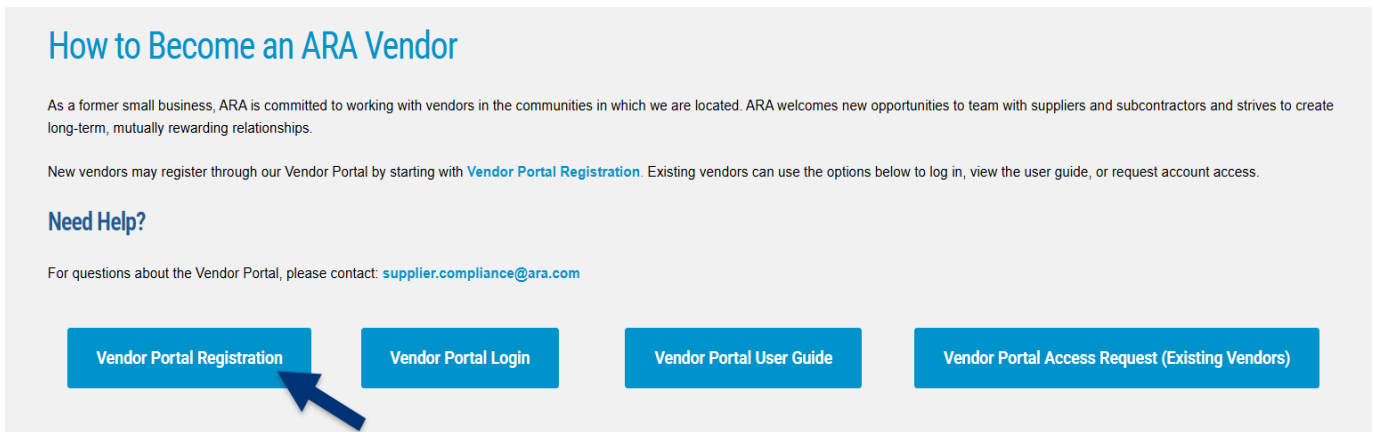 How to Become an ARA Vendor
As a former small business, ARA is committed to working with vendors in the communities in which we are located. ARA welcomes new opportunities to team with suppliers and subcontractors and strives to create
long-term, mutually rewarding relationships.
New vendors may register through our Vendor Portal by starting with Vendor Portal Registration. Existing vendors can use the options below to log in, view the user guide, or request account access.
Need Help?
For questions about the Vendor Portal, please contact: supplier.compliance@ara.com
Vendor Portal Registration Vendor Portal Login Vendor Portal User Guide Vendor Portal Access Request (Existing Vendors)